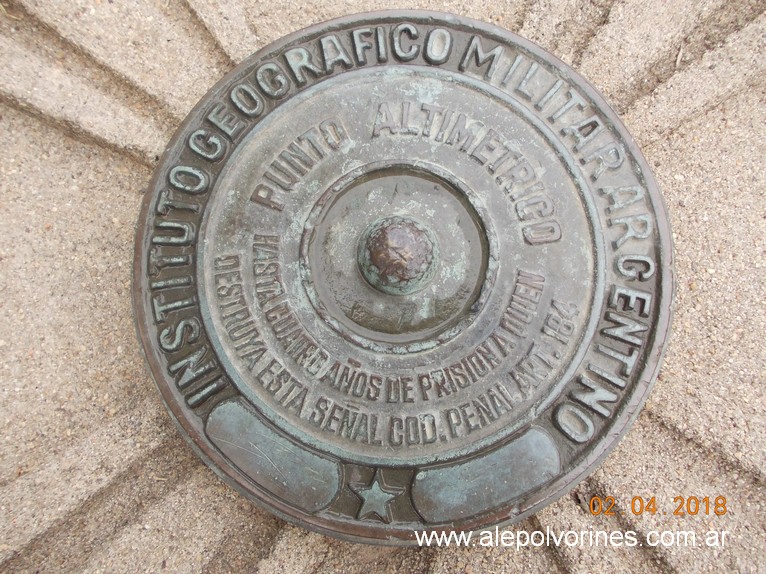 INSTITUTO GEOGRAFICO MILITAR ARGENTINO
PUNTO ALTIMETRICO
HASTA CUATRO AÑOS DE PRISION A QUIEN
DESTRUYA ESTA SEÑAL COD. PENAL ART. 184
02 04 2018
www.alepolvorines.com.ar